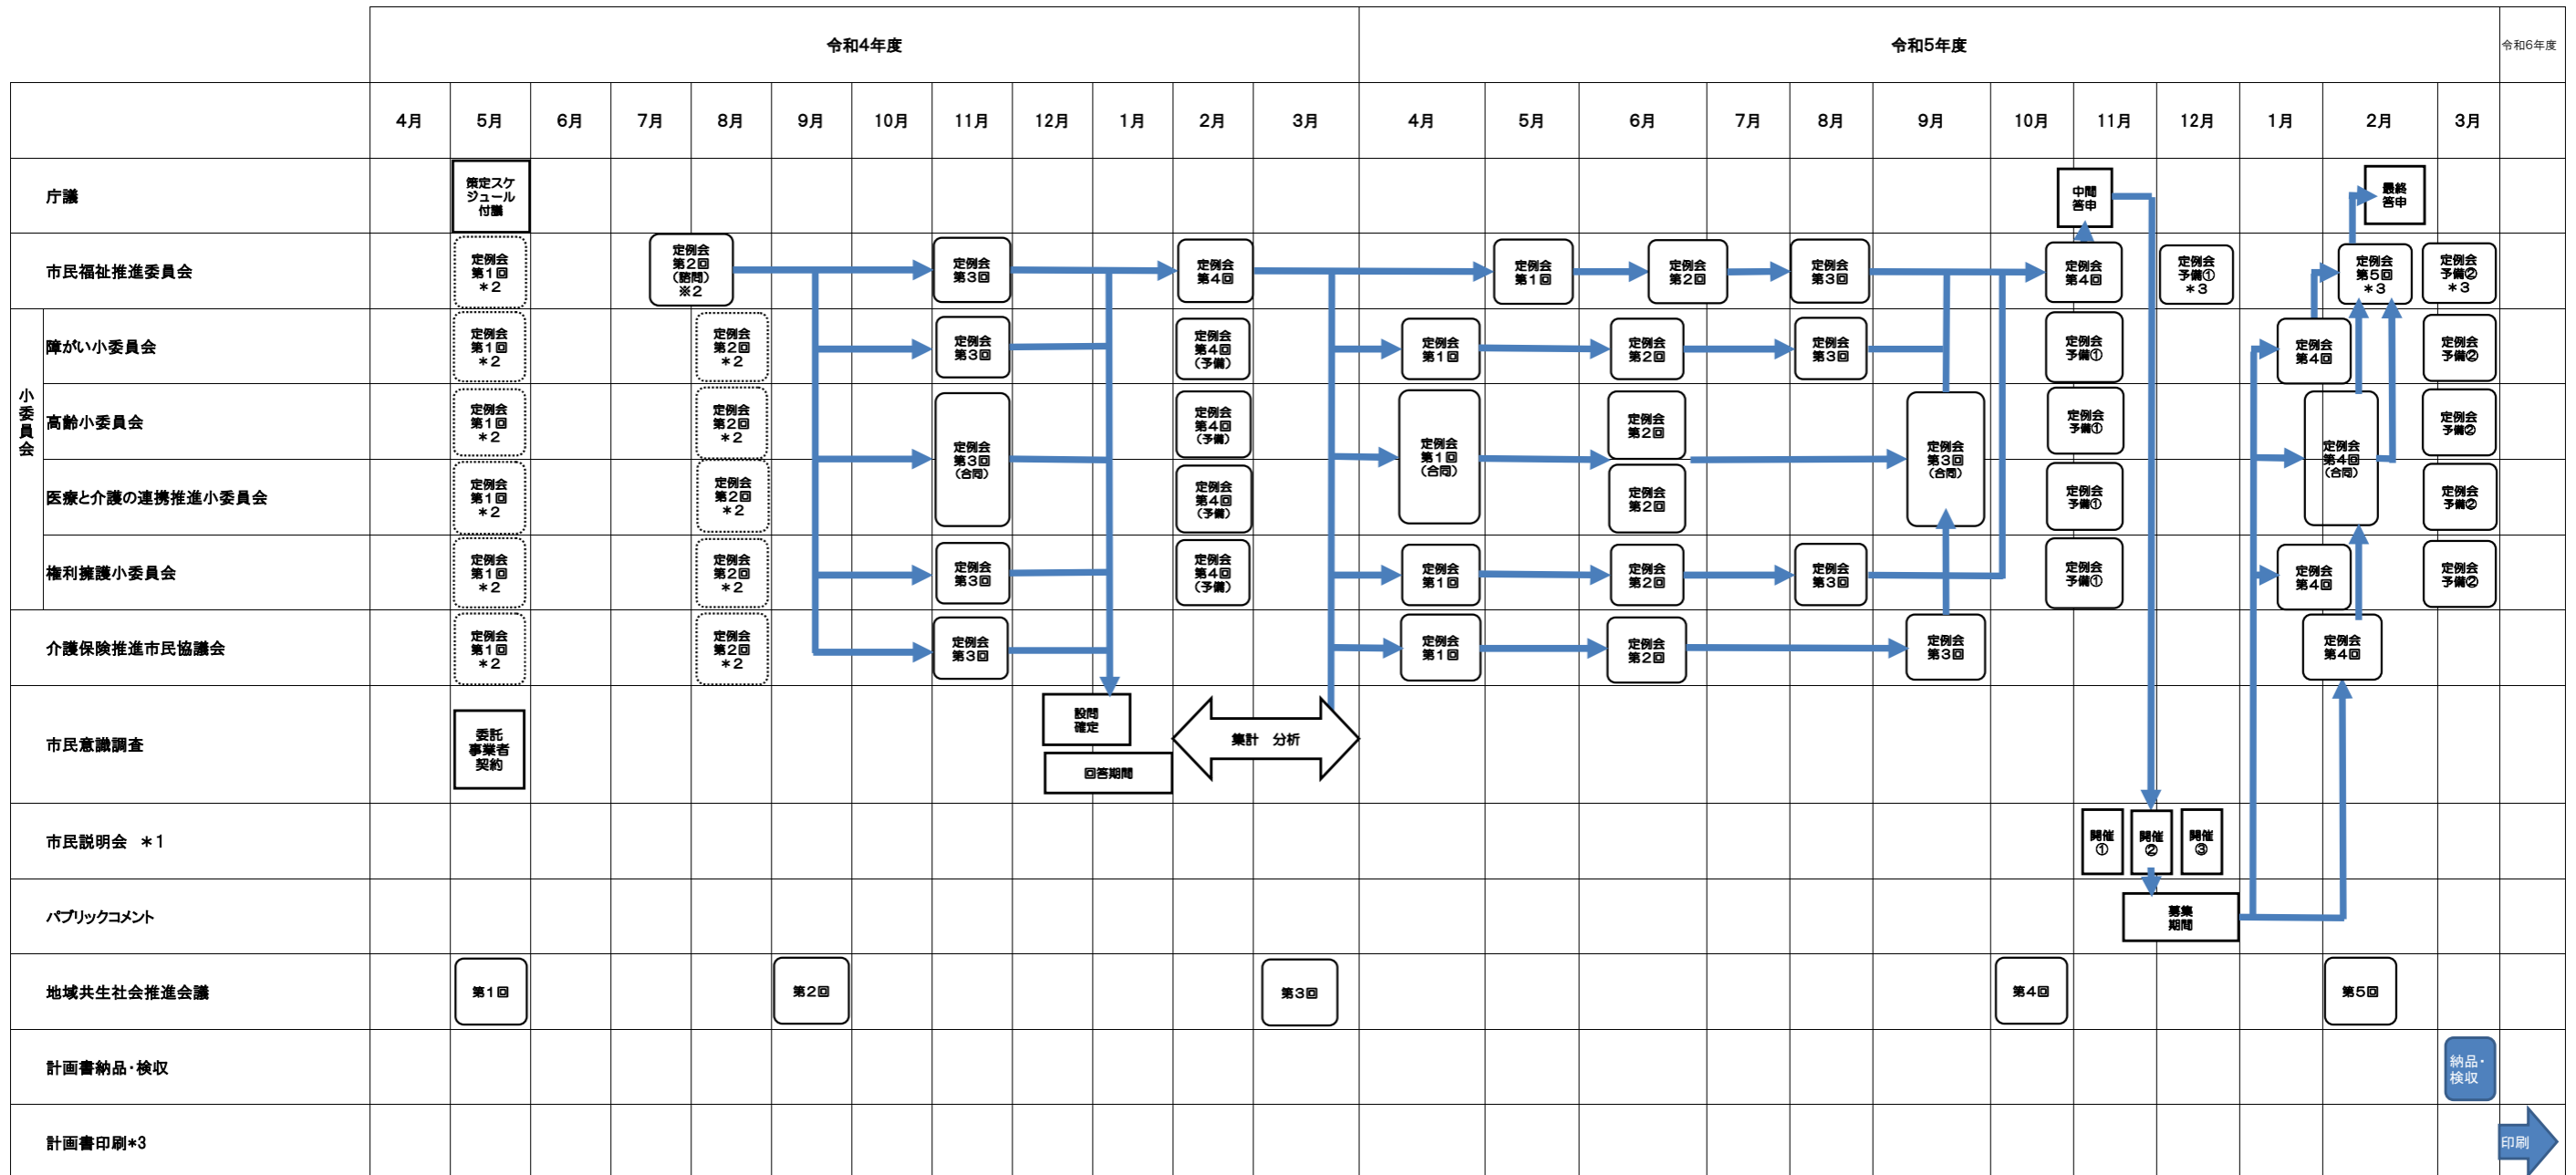 令和4年度
令和5年度
令和6年度
4月
5月
6月
7月
8月
9月
10月
11月
12月
1月
2月
3月
4月
5月
6月
7月
8月
9月
10月
11月
12月
1月
2月
3月
庁議
策定スケ
ジュール
付議
中間
答申
最終
答申
市民福祉推進委員会
定例会
第1回
*2
定例会
第2回
(諮問)
※2
定例会
第3回
定例会
第4回
定例会
第1回
定例会
第2回
定例会
第3回
定例会
第4回
定例会
予備①
*3
定例会
第5回
*3
定例会
予備②
*3
小委員会
障がい小委員会
定例会
第1回
*2
定例会
第2回
*2
定例会
第3回
定例会
第4回
(予備)
定例会
第1回
定例会
第2回
定例会
第3回
定例会
予備①
定例会
第4回
定例会
予備②
高齢小委員会
定例会
第1回
*2
定例会
第2回
*2
定例会
第3回
(合同)
定例会
第4回
(予備)
定例会
第1回
(合同)
定例会
第2回
定例会
第3回
(合同)
定例会
予備①
定例会
第4回
(合同)
定例会
予備②
医療と介護の連携推進小委員会
定例会
第1回
*2
定例会
第2回
*2
定例会
第4回
(予備)
定例会
第2回
定例会
予備①
定例会
予備②
権利擁護小委員会
定例会
第1回
*2
定例会
第2回
*2
定例会
第3回
定例会
第4回
(予備)
定例会
第1回
定例会
第2回
定例会
第3回
定例会
予備①
定例会
第4回
定例会
予備②
介護保険推進市民協議会
定例会
第1回
*2
定例会
第2回
*2
定例会
第3回
定例会
第1回
定例会
第2回
定例会
第3回
定例会
第4回
市民意識調査
委託
事業者
契約
設問
確定
回答期間
集計 分析
市民説明会 *1
開催
①
開催
②
開催
③
パブリックコメント
募集
期間
地域共生社会推進会議
第1回
第2回
第3回
第4回
第5回
計画書納品・検収
納品・
検収
計画書印刷*3
印刷